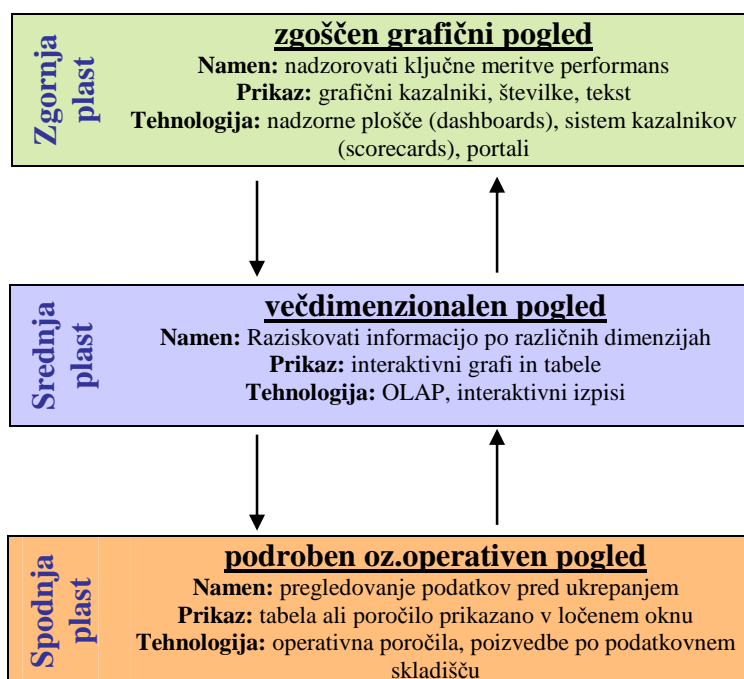 Zgornja
plast
zgoščen grafični pogled
Namen: nadzorovati ključne meritve performans
Prikaz: grafični kazalniki, številke, tekst
Tehnologija: nadzorne plošče (dashboards), sistem kazalnikov
(scorecards), portali
Srednja
plast
večdimenzionalen pogled
Namen: Raziskovati informacijo po različnih dimenzijah
Prikaz: interaktivni grafi in tabele
Tehnologija: OLAP, interaktivni izpisi
Spodnja
plast
podroben oz.operativen pogled
Namen: pregledovanje podatkov pred ukrepanjem
Prikaz: tabela ali poročilo prikazano v ločenem oknu
Tehnologija: operativna poročila, poizvedbe po podatkovnem
skladišču